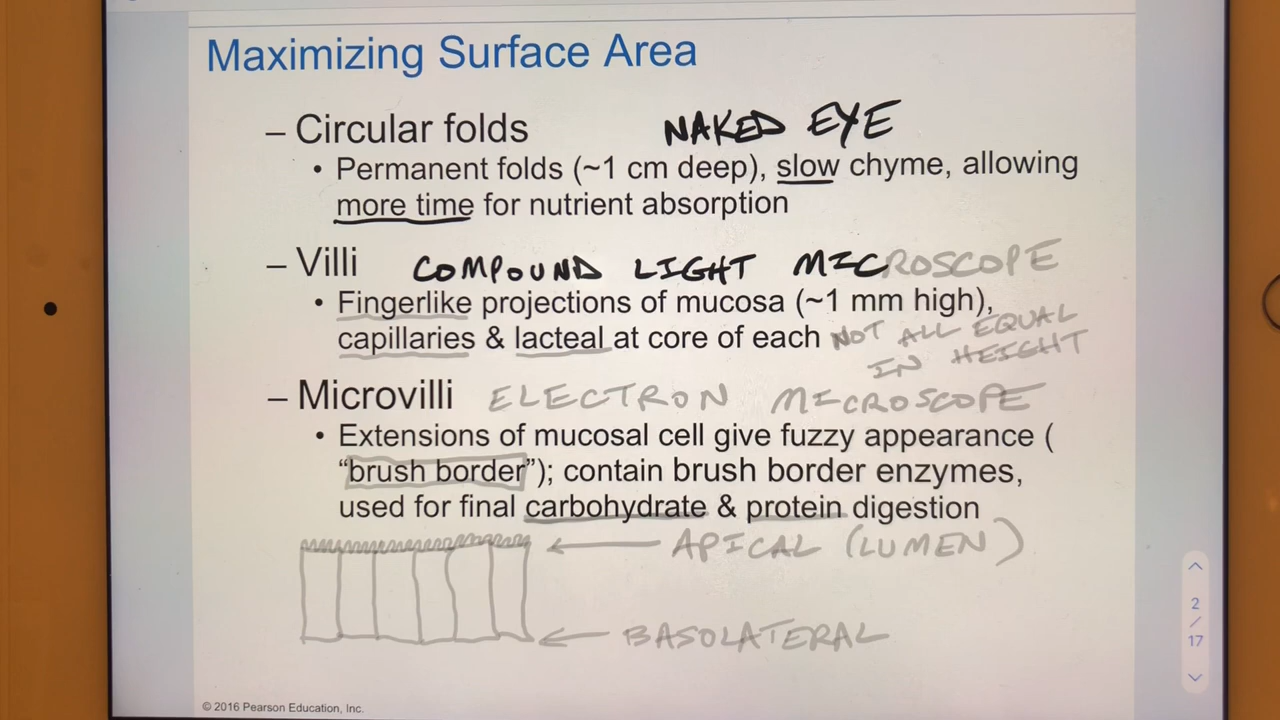 Maximizing Surface Area
– Circular folds NAKED EYE
• Permanent folds (~1 cm deep), slow chyme, allowing
more time for nutrient absorption
– Villi COMPOUND LIGHT MICROSCOPE
• Fingerlike projections of mucosa (~1 mm high),
capillaries & lacteal at core of each NOT ALL EQUAL
IN HEIGHT
– Microvilli ELECTRON MICROSCOPE
• Extensions of mucosal cell give fuzzy appearance (
“brush border”); contain brush border enzymes,
used for final carbohydrate & protein digestion
APICAL (LUMEN)
BASOLATERAL
2
/
17
© 2016 Pearson Education, Inc.